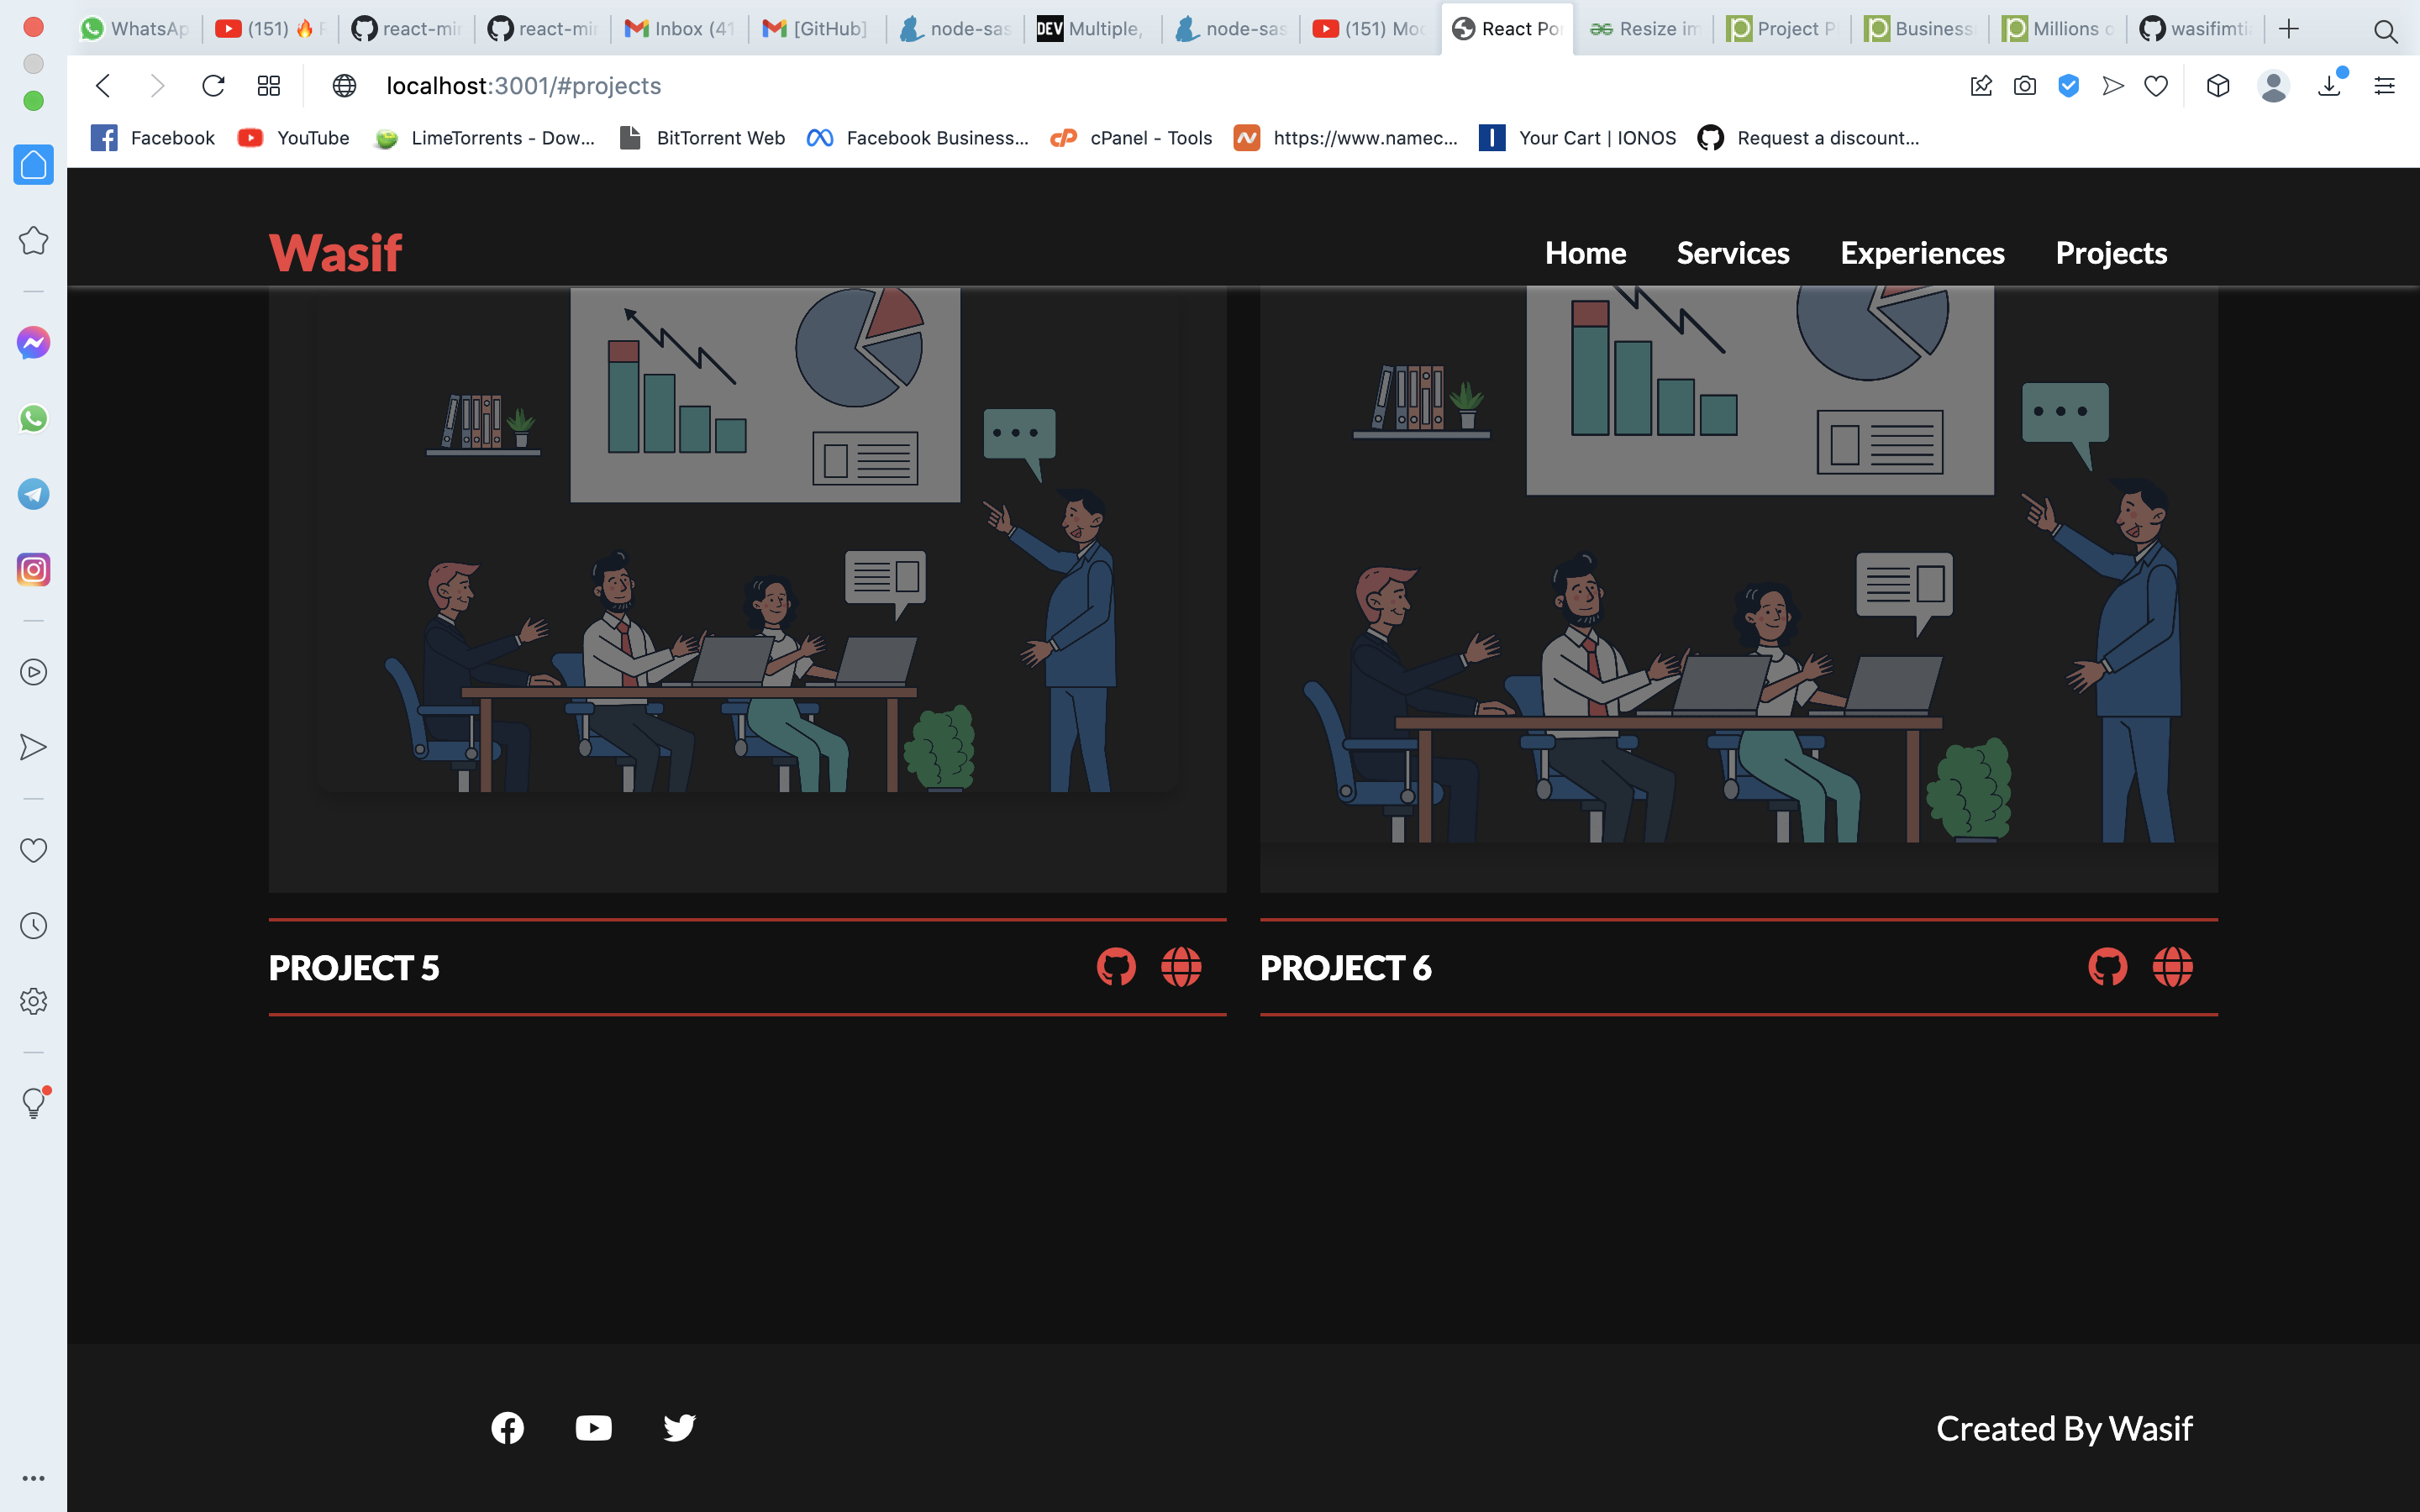 WhatsAp
(151) 🔥
react-mi
react-mi
Inbox (41
[GitHub]
node-sas
DEV Multiple,
node-sas
(151) Mo
React Po
Resize im
Project P
Business
Millions o
wasifimti
localhost:3001/#projects
Facebook
YouTube
LimeTorrents - Dow...
BitTorrent Web
Facebook Business...
cPanel - Tools
https://www.namec...
Your Cart | IONOS
Request a discount...
Wasif
Home
Services
Experiences
Projects
PROJECT 5
PROJECT 6
Created By Wasif